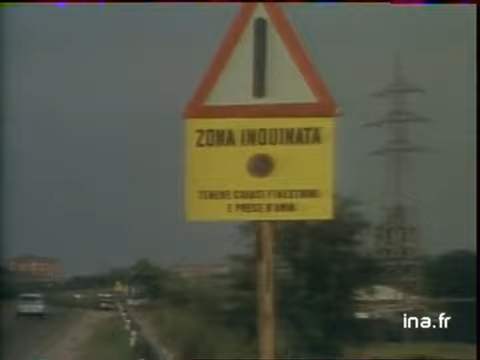 ZONA INQUINATA
TENERE CHIUSI FINESTRINI
E PRESE D'ARIA
ina.fr